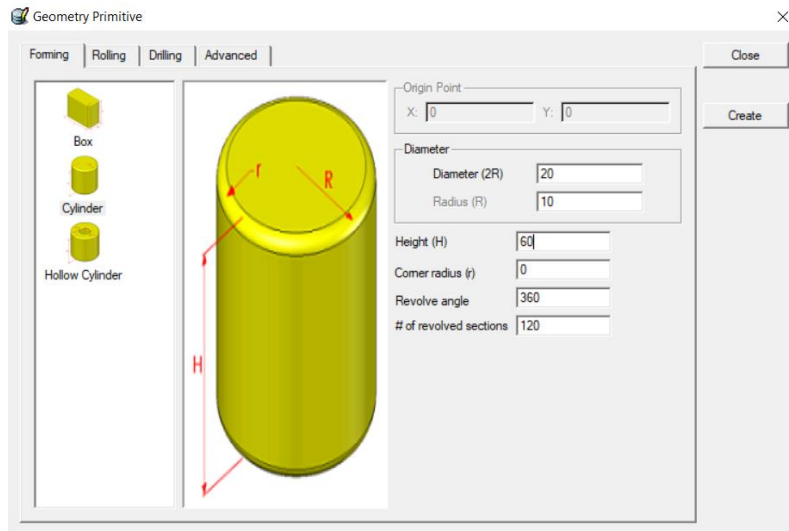 Geometry Primitive
Forming Rolling Drilling Advanced
Close
Create
Box
Cylinder
Hollow Cylinder
r
R
H
Origin Point
X: 0 Y: 0
Diameter
Diameter (2R) 20
Radius (R) 10
Height (H) 60
Corner radius (r) 0
Revolve angle 360
# of revolved sections 120